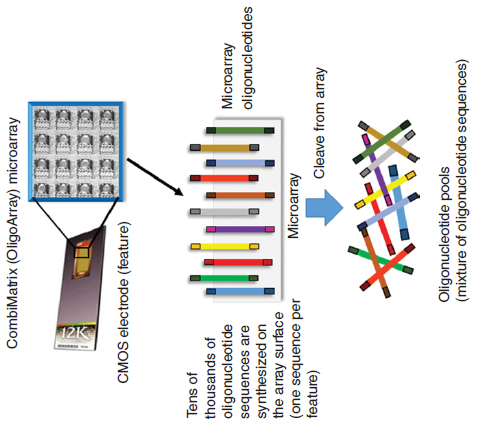 CombiMatrix (OligoArray) microarray
12K
CMOS electrode (feature)
Microarray
oligonucleotides
Tens of
thousands of
oligonucleotide
sequences are
synthesized on
the array surface
(one sequence per
feature)
Microarray
Cleave from array
Oligonucleotide pools
(mixture of oligonucleotide sequences)